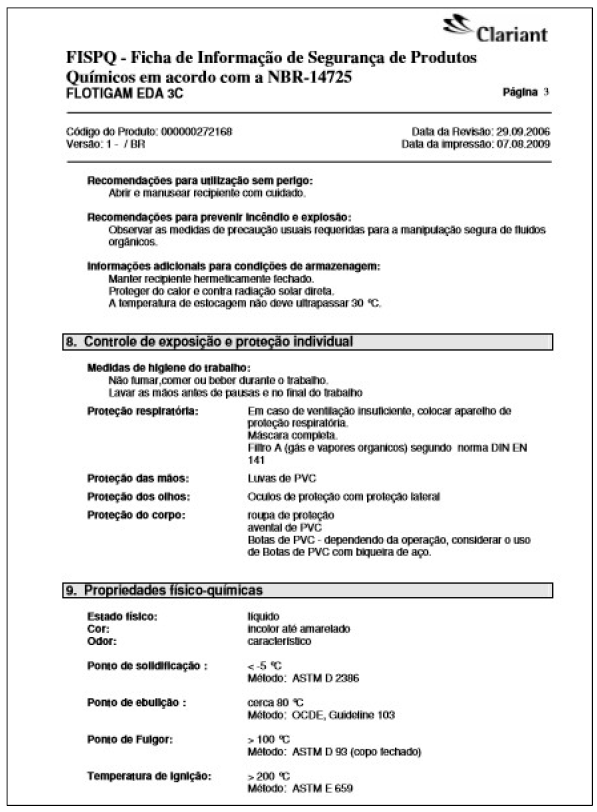 Clariant
FISPQ - Ficha de Informação de Segurança de Produtos
Químicos em acordo com a NBR-14725
FLOTIGAM EDA 3C
Página 3
Código do Produto: 000000272168
Data da Revisão: 29.09.2006
Versão: 1 - / BR
Data da impressão: 07.08.2009
Recomendações para utilização sem perigo:
Abrir e manusear recipiente com cuidado.
Recomendações para prevenir incêndio e explosão:
Observar as medidas de precaução usuais requeridas para a manipulação segura de fluidos
orgânicos.
Informações adicionais para condições de armazenagem:
Manter recipiente hermeticamente fechado.
Proteger do calor e contra radiação solar direta.
A temperatura de estocagem não deve ultrapassar 30 °C.
8. Controle de exposição e proteção individual
Medidas de higiene do trabalho:
Não fumar,comer ou beber durante o trabalho.
Lavar as mãos antes de pausas e no final do trabalho
Proteção respiratória: Em caso de ventilação insuficiente, colocar aparelho de
proteção respiratória.
Máscara completa.
Filtro A (gás e vapores organicos) segundo norma DIN EN
141
Proteção das mãos: Luvas de PVC
Proteção dos olhos: Oculos de proteção com proteção lateral
Proteção do corpo: roupa de proteção
avental de PVC
Botas de PVC - dependendo da operação, considerar o uso
de Botas de PVC com biqueira de aço.
9. Propriedades físico-químicas
Estado físico: líquido
Cor: incolor até amarelado
Odor: característico
Ponto de solidificação : < -5 °C
Método: ASTM D 2386
Ponto de ebulição : cerca 80 °C
Método: OCDE, Guideline 103
Ponto de Fulgor: > 100 °C
Método: ASTM D 93 (copo fechado)
Temperatura de ignição: > 200 °C
Método: ASTM E 659